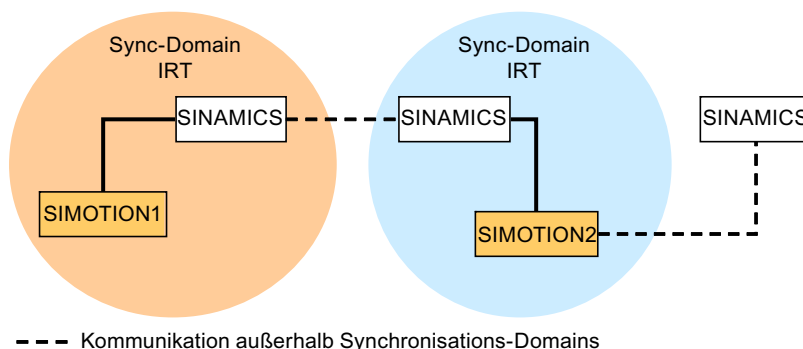 Sync-Domain
IRT
Sync-Domain
IRT
SINAMICS
SINAMICS
SINAMICS
SIMOTION1
SIMOTION2
Kommunikation außerhalb Synchronisations-Domains